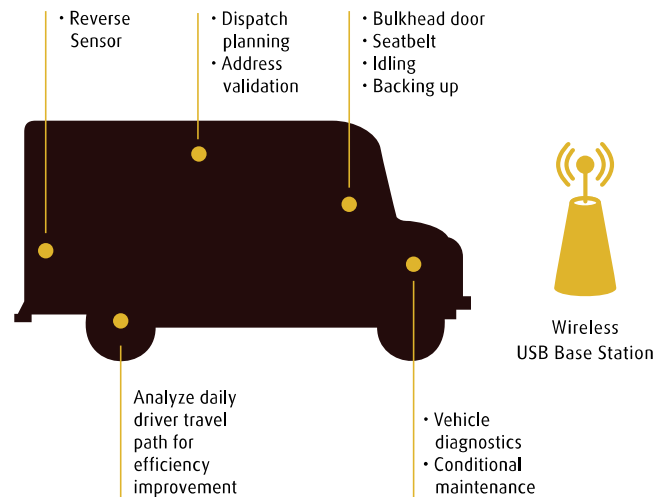 · Reverse
Sensor
· Dispatch
planning
· Address
validation
· Bulkhead door
· Seatbelt
· Idling
· Backing up
Wireless
USB Base Station
Analyze daily
driver travel
path for
efficiency
improvement
· Vehicle
diagnostics
· Conditional
maintenance